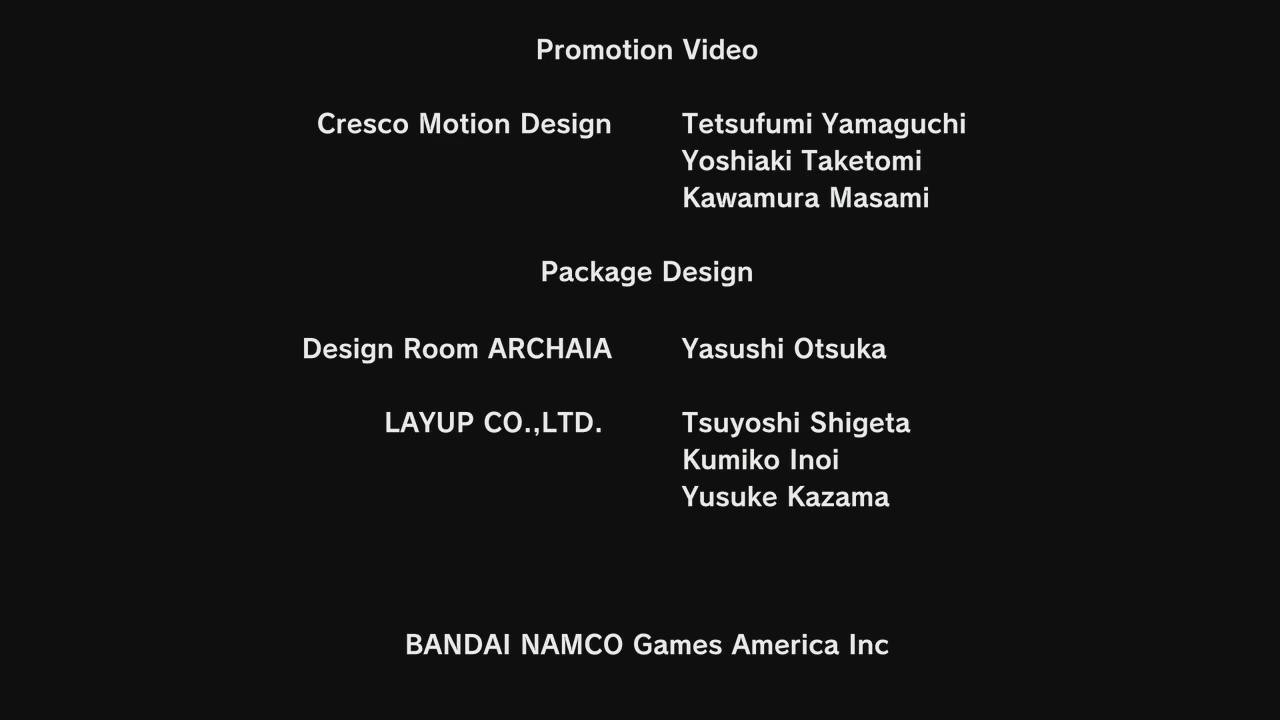 Promotion Video
Cresco Motion Design Tetsufumi Yamaguchi
Yoshiaki Taketomi
Kawamura Masami
Package Design
Design Room ARCHAIA Yasushi Otsuka
LAYUP CO.,LTD. Tsuyoshi Shigeta
Kumiko Inoi
Yusuke Kazama
BANDAI NAMCO Games America Inc